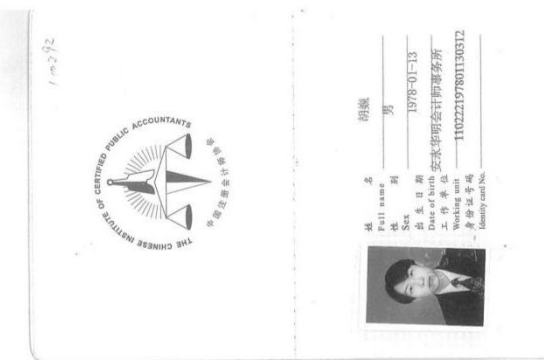 THE CHINESE INSTITUTE OF CERTIFIED PUBLIC ACCOUNTANTS
中国注册会计师协会
姓 名 胡巍
Full name
性 别 男
Sex
出 生 日 期 1978-01-13
Date of birth
工 作 单 位 安永华明会计师事务所
Working unit
身份证号码 110222197801130312
Identity card No.